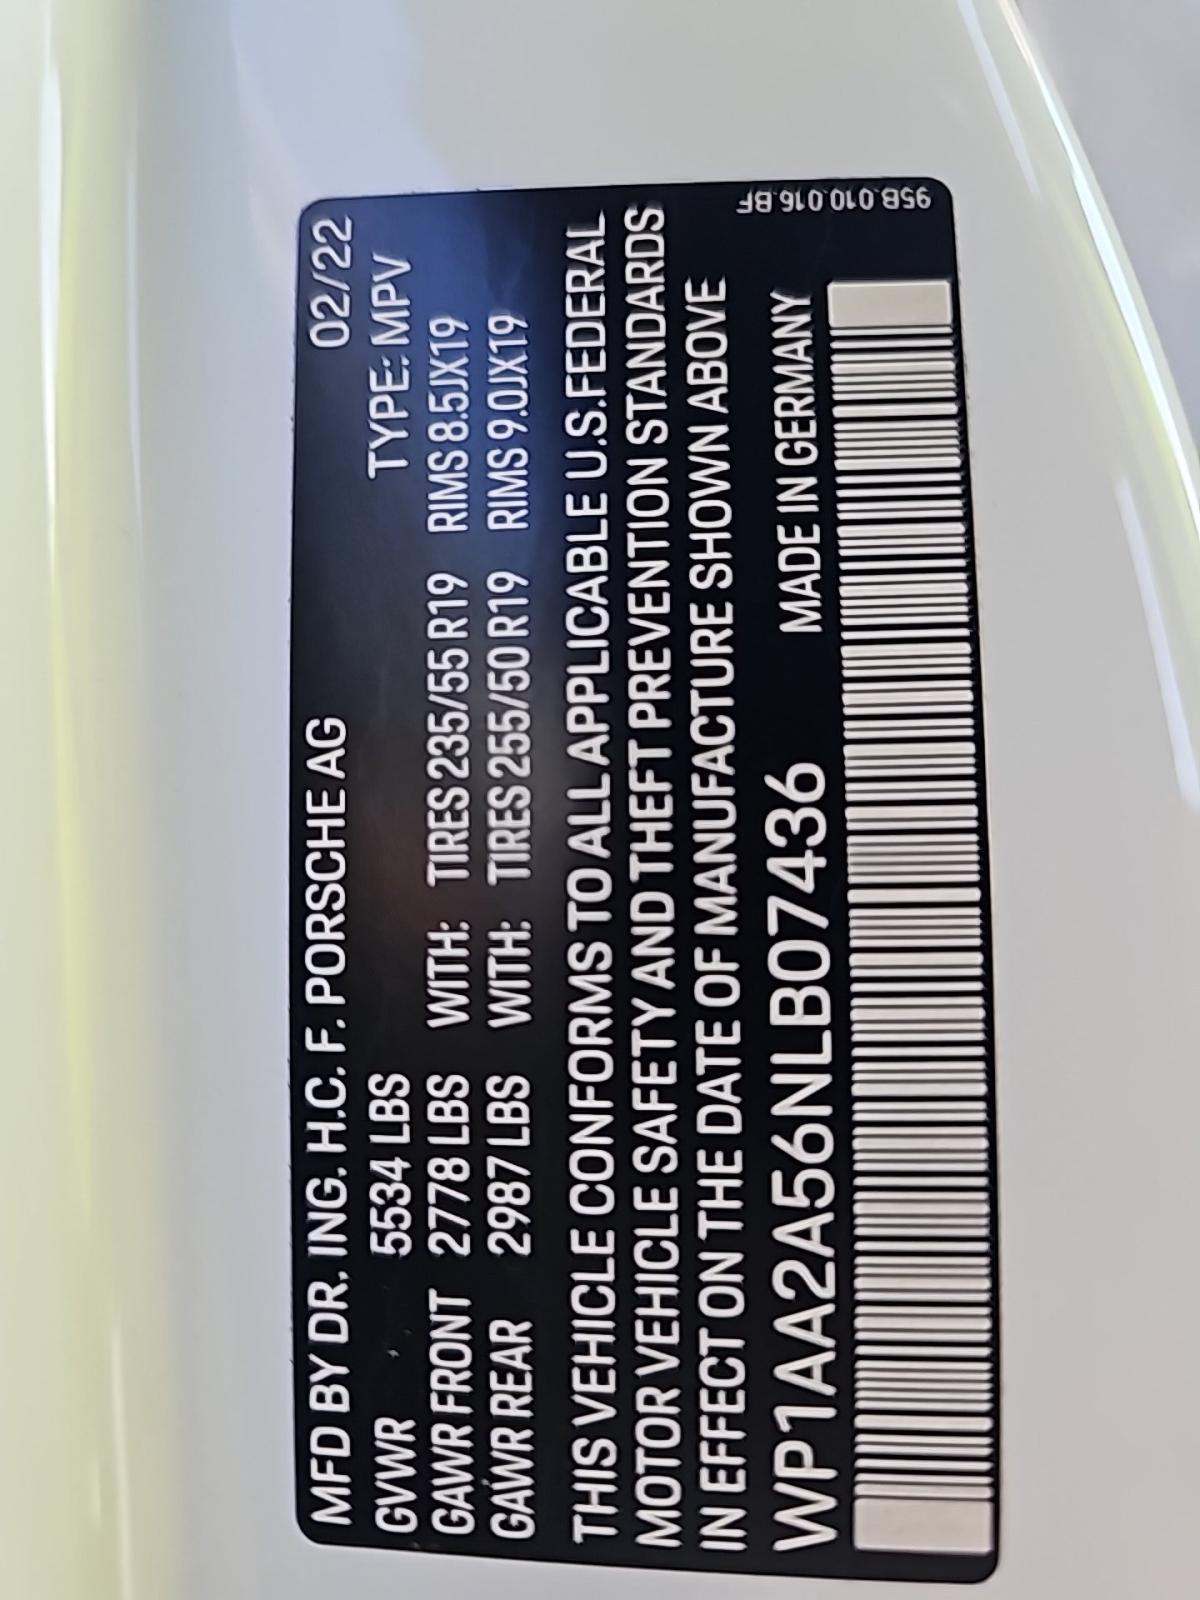 MFD BY DR. ING. H.C. F. PORSCHE AG 02/22
GVWR 5534 LBS TYPE: MPV
GAWR FRONT 2778 LBS WITH: TIRES 235/55 R19 RIMS 8.5JX19
GAWR REAR 2987 LBS WITH: TIRES 255/50 R19 RIMS 9.0JX19
THIS VEHICLE CONFORMS TO ALL APPLICABLE U.S. FEDERAL
MOTOR VEHICLE SAFETY AND THEFT PREVENTION STANDARDS
IN EFFECT ON THE DATE OF MANUFACTURE SHOWN ABOVE
WP1AA2A56NLB07436 MADE IN GERMANY
95B.010.016.BF